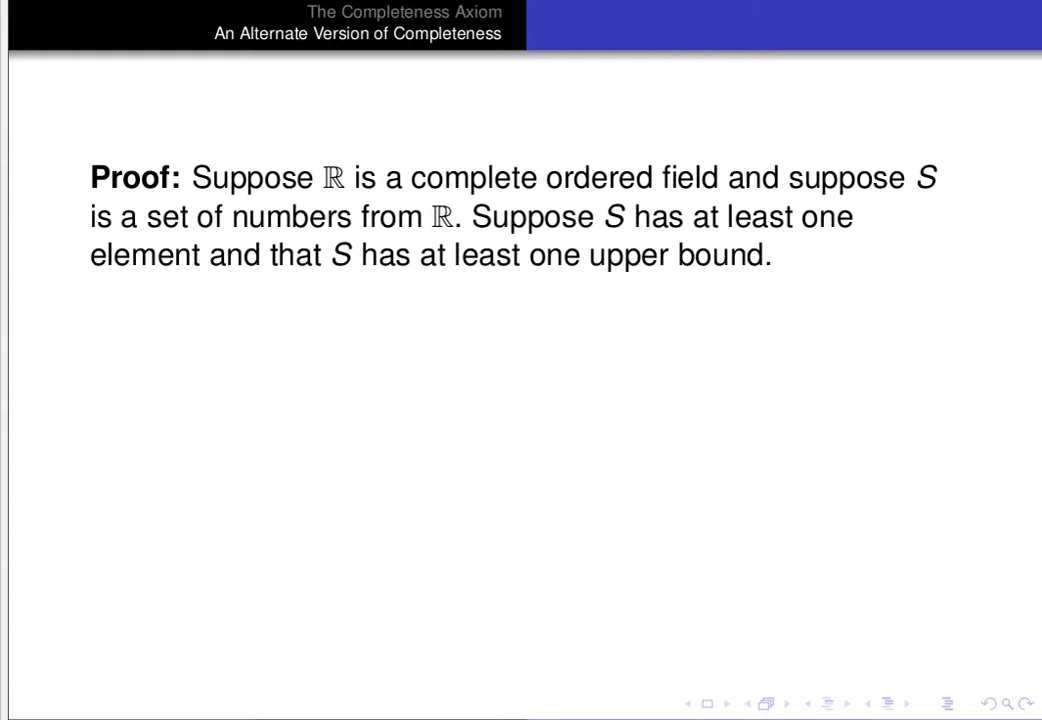 The Completeness Axiom
An Alternate Version of Completeness
Proof: Suppose ℝ is a complete ordered field and suppose S
is a set of numbers from ℝ. Suppose S has at least one
element and that S has at least one upper bound.